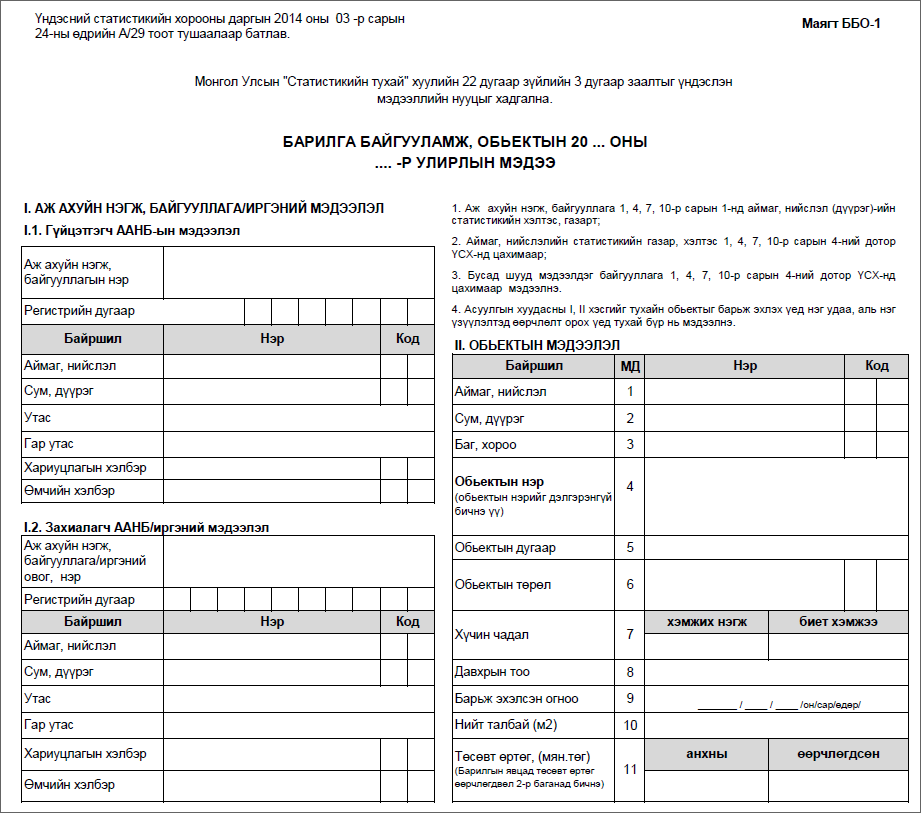 Үндэсний статистикийн хорооны даргын 2014 оны 03 -р сарын
24-ны өдрийн А/29 тоот тушаалаар батлав.
Маягт ББО-1
Монгол Улсын "Статистикийн тухай" хуулийн 22 дугаар зүйлийн 3 дугаар заалтыг үндэслэн
мэдээллийн нууцыг хадгална.
БАРИЛГА БАЙГУУЛАМЖ, ОБЬЕКТЫН 20 ... ОНЫ
.... -Р УЛИРЛЫН МЭДЭЭ
I. АЖ АХУЙН НЭГЖ, БАЙГУУЛЛАГА/ИРГЭНИЙ МЭДЭЭЛЭЛ
I.1. Гүйцэтгэгч ААНБ-ын мэдээлэл
Аж ахуйн нэгж,
байгууллагын нэр
Регистрийн дугаар
Байршил Нэр Код
Аймаг, нийслэл
Сум, дүүрэг
Утас
Гар утас
Хариуцлагын хэлбэр
Өмчийн хэлбэр
I.2. Захиалагч ААНБ/иргэний мэдээлэл
Аж ахуйн нэгж,
байгууллага/иргэний
овог, нэр
Регистрийн дугаар
Байршил Нэр Код
Аймаг, нийслэл
Сум, дүүрэг
Утас
Гар утас
Хариуцлагын хэлбэр
Өмчийн хэлбэр
1. Аж ахуйн нэгж, байгууллага 1, 4, 7, 10-р сарын 1-нд аймаг, нийслэл (дүүрэг)-ийн
статистикийн хэлтэс, газарт;
2. Аймаг, нийслэлийн статистикийн газар, хэлтэс 1, 4, 7, 10-р сарын 4-ний дотор
ҮСХ-нд цахимаар;
3. Бусад шууд мэдээлдэг байгууллага 1, 4, 7, 10-р сарын 4-ний дотор ҮСХ-нд
цахимаар мэдээлнэ.
4. Асуулгын хуудасны I, II хэсгийг тухайн обьектыг барьж эхлэх үед нэг удаа, аль нэг
үзүүлэлтэд өөрчлөлт орох үед тухай бүр нь мэдээлнэ.
II. ОБЬЕКТЫН МЭДЭЭЛЭЛ
Байршил МД Нэр Код
Аймаг, нийслэл 1
Сум, дүүрэг 2
Баг, хороо 3
Обьектын нэр
(обьектын нэрийг дэлгэрэнгүй
бичнэ үү)
4
Обьектын дугаар 5
Обьектын төрөл 6
Хүчин чадал 7 хэмжих нэгж биет хэмжээ
Давхрын тоо 8
Барьж эхэлсэн огноо 9 _______ / ____ / ____ /он/сар/өдөр/
Нийт талбай (м2) 10
Төсөвт өртөг, (мян.төг)
(Барилгын явцад төсөвт өртөг
өөрчлөгдвөл 2-р баганад бичнэ)
11 анхны өөрчлөгдсөн